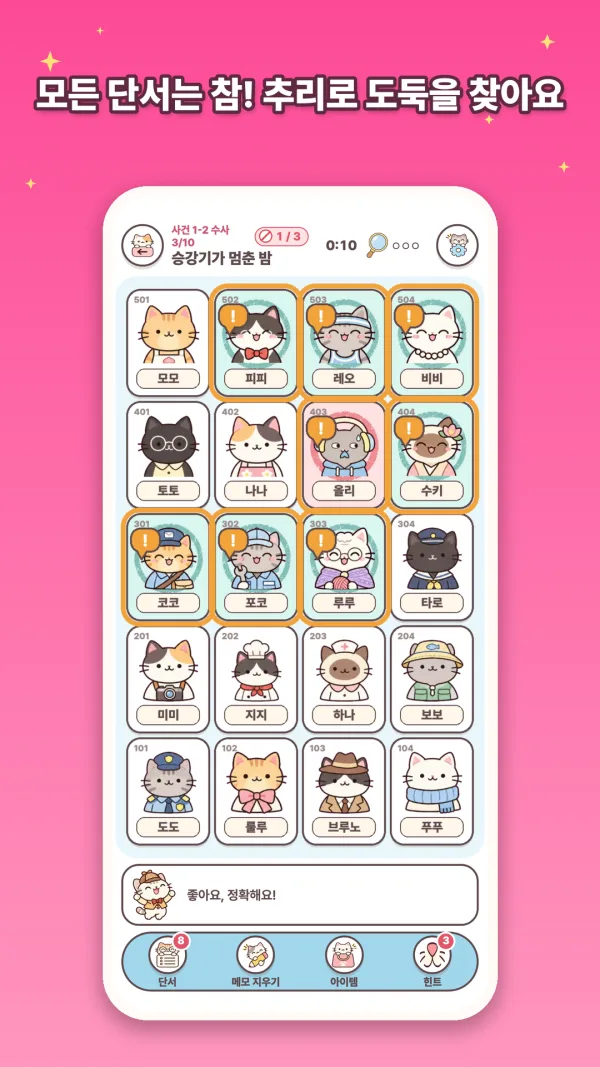 모든 단서는 참! 추리로 도둑을 찾아요
사건 1-2 수사
3/10
승강기가 멈춘 밤
1 / 3
0:10
501 502 503 504
! ! !
모모 피피 레오 비비
401 402 403 404
! !
토토 나나 올리 수키
301 302 303 304
! ! !
코코 포코 루루 타로
201 202 203 204
미미 지지 하나 보보
101 102 103 104
도도 룰루 브루노 푸푸
좋아요, 정확해요!
8 3
단서 메모 지우기 아이템 힌트